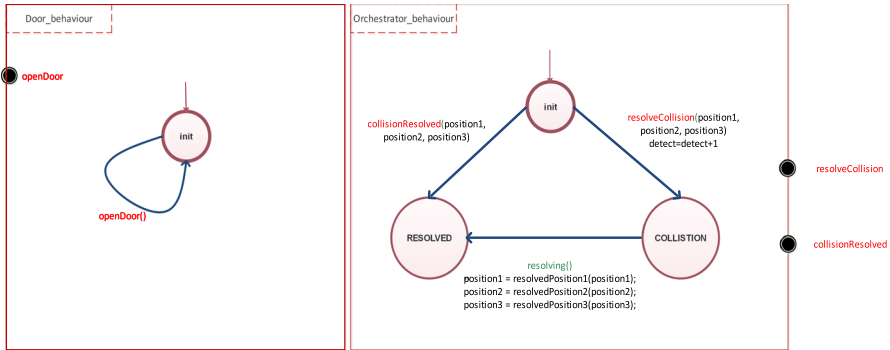 Door_behaviour
openDoor
init
openDoor()
Orchestrator_behaviour
init
collisionResolved(position1,
position2, position3)
resolveCollision(position1,
position2, position3)
detect=detect+1
RESOLVED
COLLISTION
resolving()
position1 = resolvedPosition1(position1);
position2 = resolvedPosition2(position2);
position3 = resolvedPosition3(position3);
resolveCollision
collisionResolved